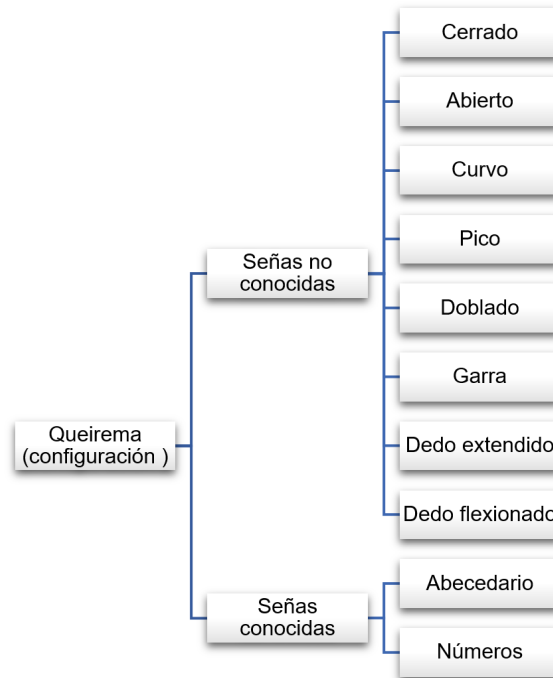 Cerrado
Abierto
Curvo
Pico
Señas no
conocidas
Doblado
Garra
Queirema
(configuración )
Dedo extendido
Dedo flexionado
Abecedario
Señas
conocidas
Números